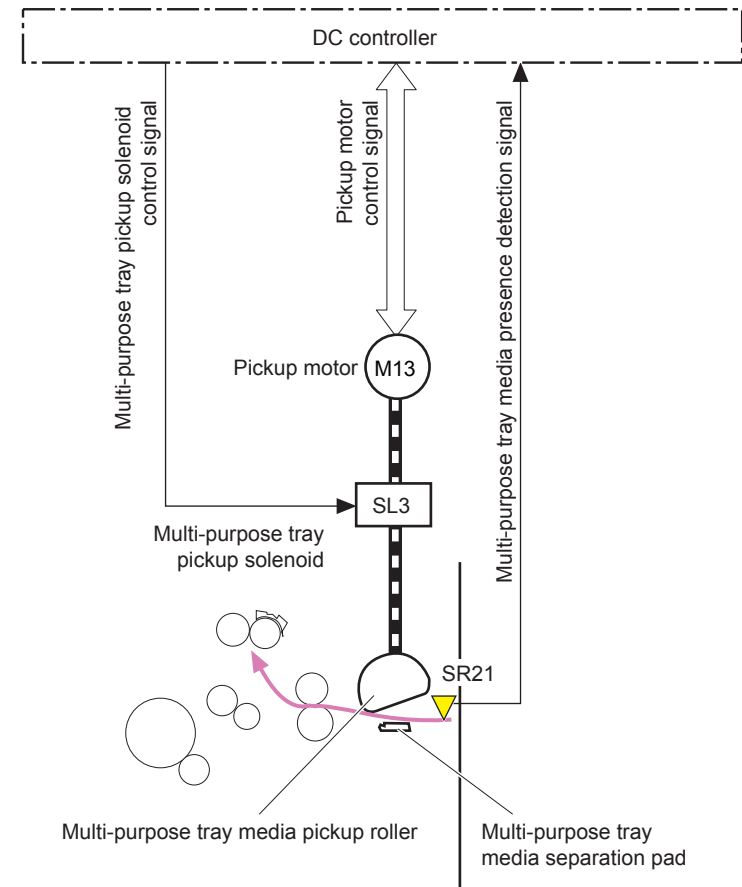 DC controller
Multi-purpose tray pickup solenoid
control signal
Pickup motor
control signal
Multi-purpose tray media presence detection signal
Pickup motor
M13
SL3
Multi-purpose tray
pickup solenoid
SR21
Multi-purpose tray media pickup roller
Multi-purpose tray
media separation pad